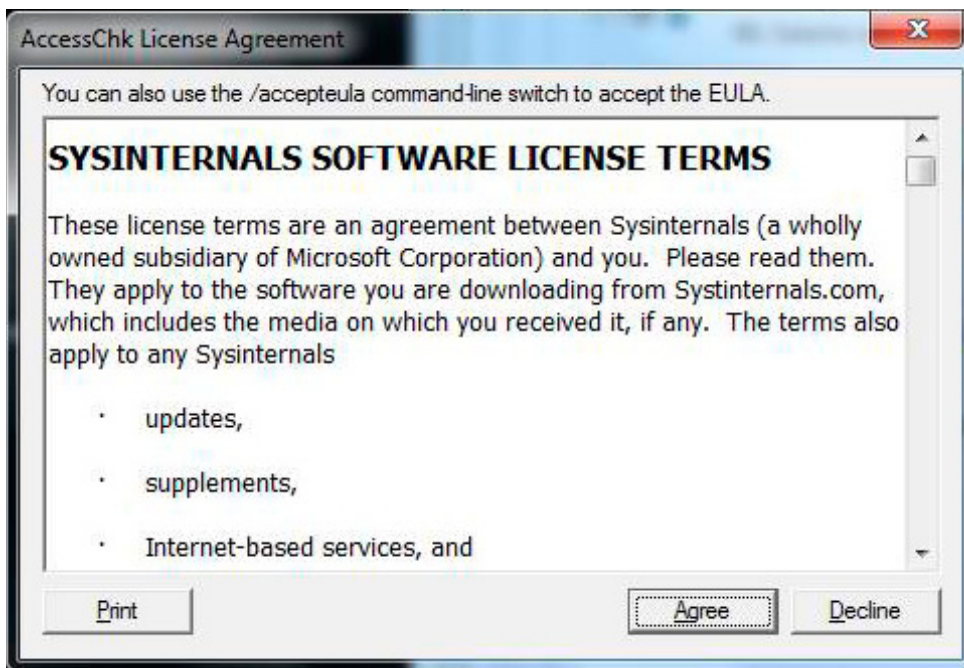 AccessChk License Agreement
You can also use the /accepteula command-line switch to accept the EULA.
SYSINTERNALS SOFTWARE LICENSE TERMS
These license terms are an agreement between Sysinternals (a wholly
owned subsidiary of Microsoft Corporation) and you. Please read them.
They apply to the software you are downloading from Systinternals.com,
which includes the media on which you received it, if any. The terms also
apply to any Sysinternals
· updates,
· supplements,
· Internet-based services, and
Print
Agree
Decline